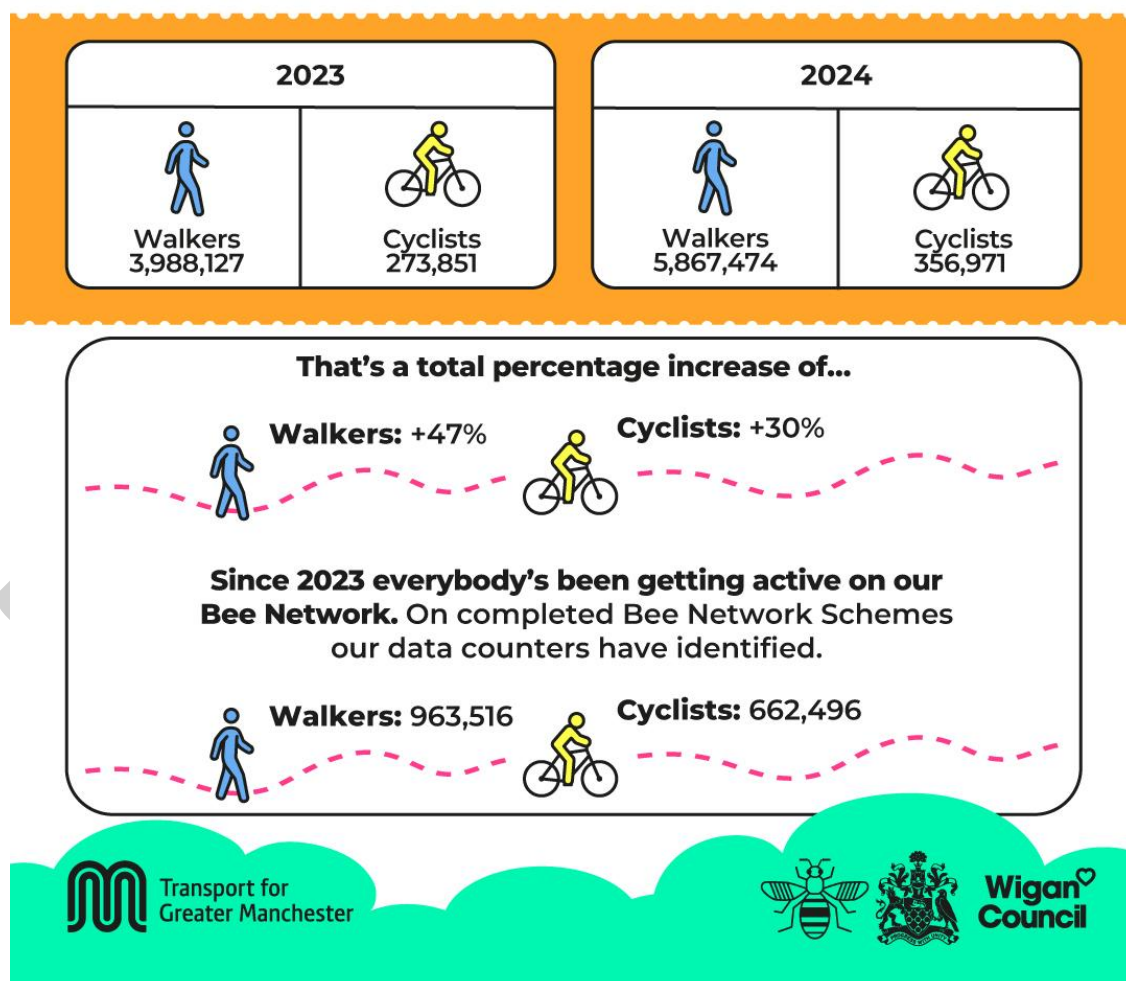 2023
Walkers
3,988,127
Cyclists
273,851
2024
Walkers
5,867,474
Cyclists
356,971
That's a total percentage increase of...
Walkers: +47%
Cyclists: +30%
Since 2023 everybody's been getting active on our
Bee Network. On completed Bee Network Schemes
our data counters have identified.
Walkers: 963,516
Cyclists: 662,496
Transport for
Greater Manchester
Wigan
Council